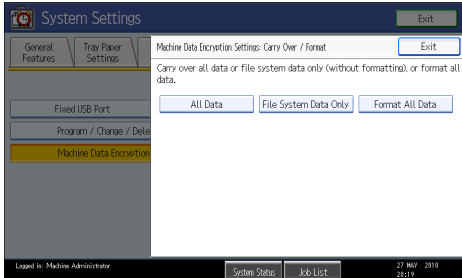 System Settings
Exit
General Features
Tray Paper Settings
Machine Data Encryption Settings: Carry Over / Format
Exit
Carry over all data or file system data only (without formatting), or format all data.
All Data
File System Data Only
Format All Data
Fixed USB Port
Program / Change / Dele
Machine Data Encryption
Logged in: Machine Administrator
System Status
Job List
27 MAY 2010
20:19